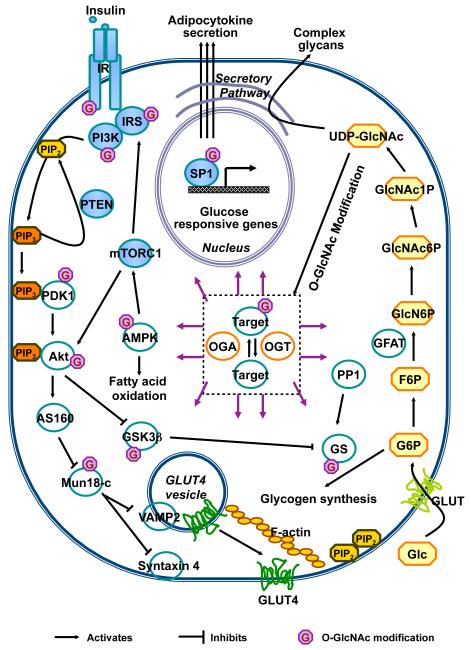 Insulin
Adipocytokine
secretion
Complex
glycans
IR
Secretory
Pathway
G
IRS
G
PI3K
G
UDP-GlcNAc
PIP2
G
SP1
GlcNAc1P
PTEN
Glucose
responsive genes
Nucleus
O-GlcNAc Modification
PIP3
mTORC1
GlcNAc6P
G
PIP3
PDK1
G
Target
G
AMPK
GlcN6P
OGA
OGT
GFAT
PIP3
Akt
G
Fatty acid
oxidation
Target
PP1
F6P
AS160
GSK3β
G
GS
G
G6P
G
Mun18-c
GLUT4
vesicle
Glycogen synthesis
GLUT
VAMP2
F-actin
PIP2
PIP2
Glc
Syntaxin 4
GLUT4
Activates
Inhibits
G
O-GlcNAc modification